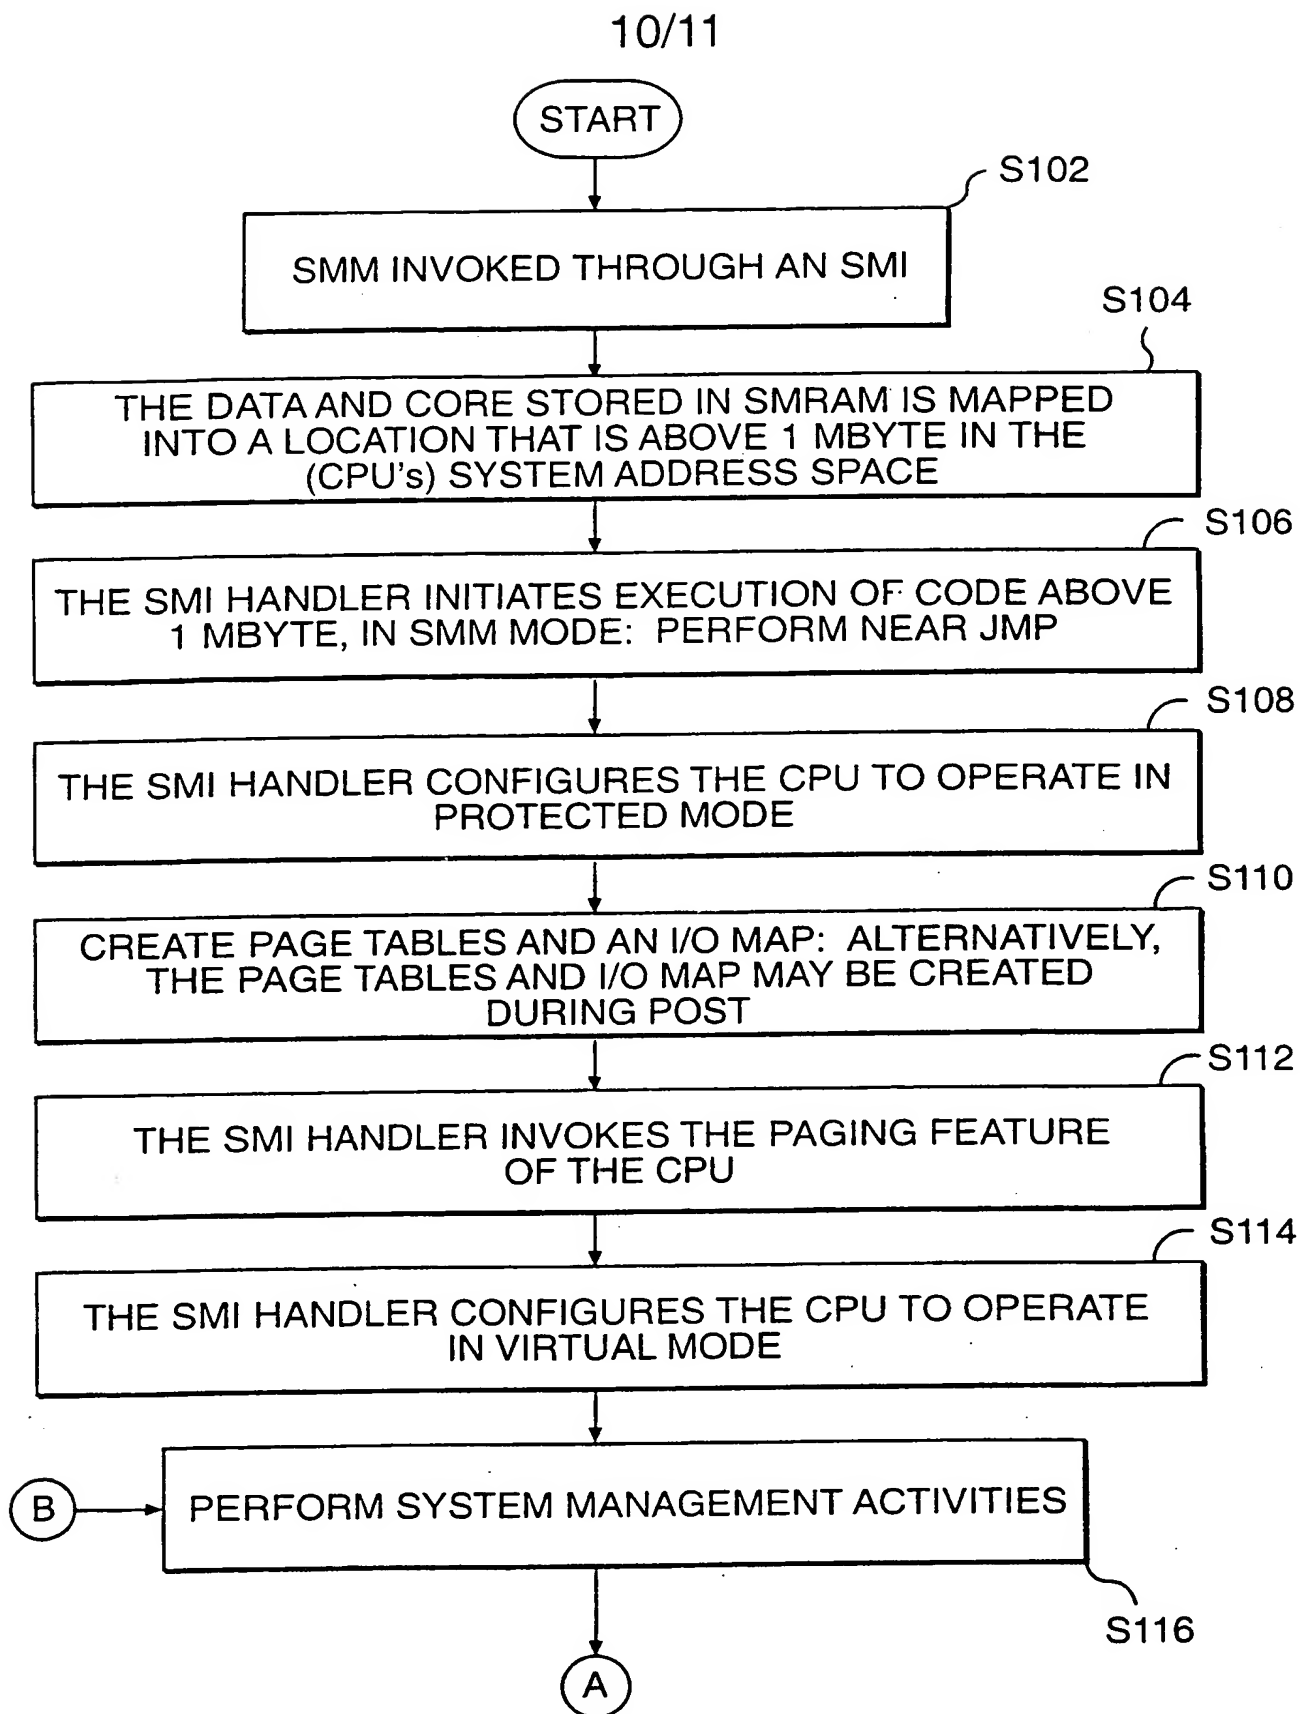 10/11
START
S102
SMM INVOKED THROUGH AN SMI
S104
THE DATA AND CORE STORED IN SMRAM IS MAPPED
INTO A LOCATION THAT IS ABOVE 1 MBYTE IN THE
(CPU's) SYSTEM ADDRESS SPACE
S106
THE SMI HANDLER INITIATES EXECUTION OF CODE ABOVE
1 MBYTE, IN SMM MODE: PERFORM NEAR JMP
S108
THE SMI HANDLER CONFIGURES THE CPU TO OPERATE IN
PROTECTED MODE
S110
CREATE PAGE TABLES AND AN I/O MAP: ALTERNATIVELY,
THE PAGE TABLES AND I/O MAP MAY BE CREATED
DURING POST
S112
THE SMI HANDLER INVOKES THE PAGING FEATURE
OF THE CPU
S114
THE SMI HANDLER CONFIGURES THE CPU TO OPERATE
IN VIRTUAL MODE
B
PERFORM SYSTEM MANAGEMENT ACTIVITIES
S116
A